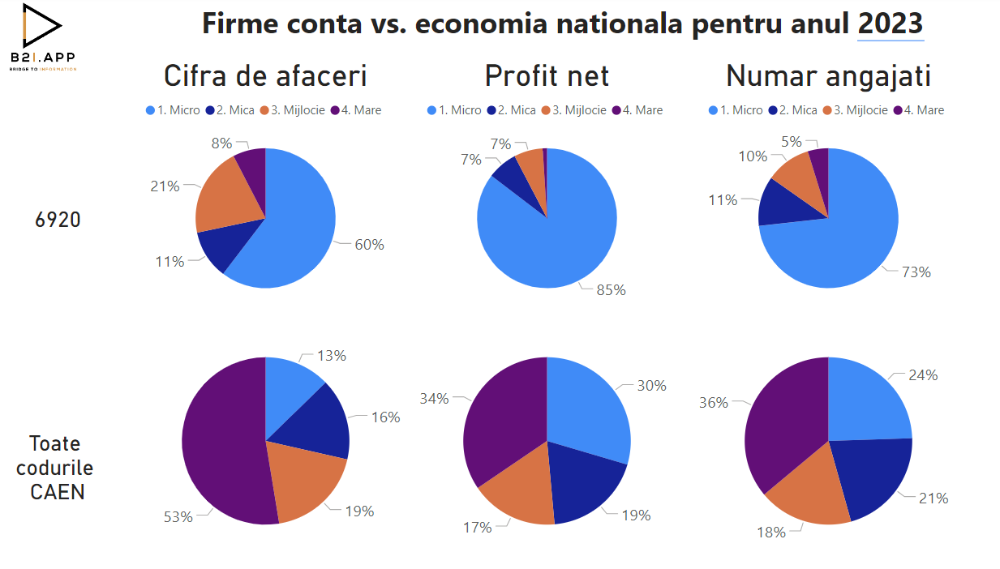 Firme conta vs. economia nationala pentru anul 2023
B2I.APP
BRIDGE TO INFORMATION
Cifra de afaceri
Profit net
Numar angajati
1. Micro 2. Mica 3. Mijlocie 4. Mare
1. Micro 2. Mica 3. Mijlocie 4. Mare
1. Micro 2. Mica 3. Mijlocie 4. Mare
6920
8%
21%
11%
60%
7%
7%
85%
5%
10%
11%
73%
Toate
codurile
CAEN
13%
16%
19%
53%
30%
19%
17%
34%
24%
21%
18%
36%